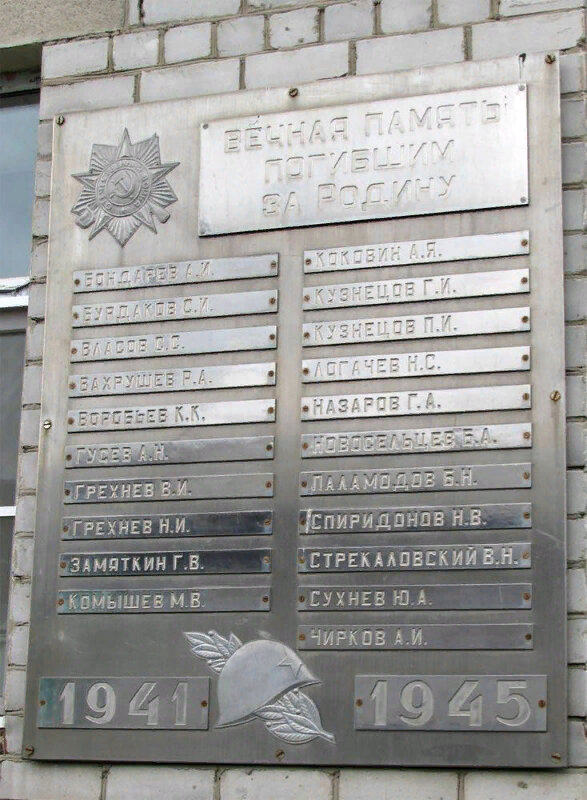 ВЕЧНАЯ ПАМЯТЬ
ПОГИБШИМ
ЗА РОДИНУ
БОНДАРЕВ А.И.
БУРДАКОВ С.И.
ВЛАСОВ С.С.
ВАХРУШЕВ Р.А.
ВОРОБЬЕВ К.К.
ГУСЕВ А.Н.
ГРЕХНЕВ В.И.
ГРЕХНЕВ Н.И.
ЗАМЯТКИН Г.В.
КОМЫШЕВ М.В.
КОКОВИН А.Я.
КУЗНЕЦОВ Г.И.
КУЗНЕЦОВ П.И.
ЛОГАЧЕВ Н.С.
НАЗАРОВ Г.А.
НОВОСЕЛЬЦЕВ Б.А.
ПАЛАМОДОВ Б.Н.
СПИРИДОНОВ Н.В.
СТРЕКАЛОВСКИЙ В.Н.
СУХНЕВ Ю.А.
ЧИРКОВ А.И.
1941 1945